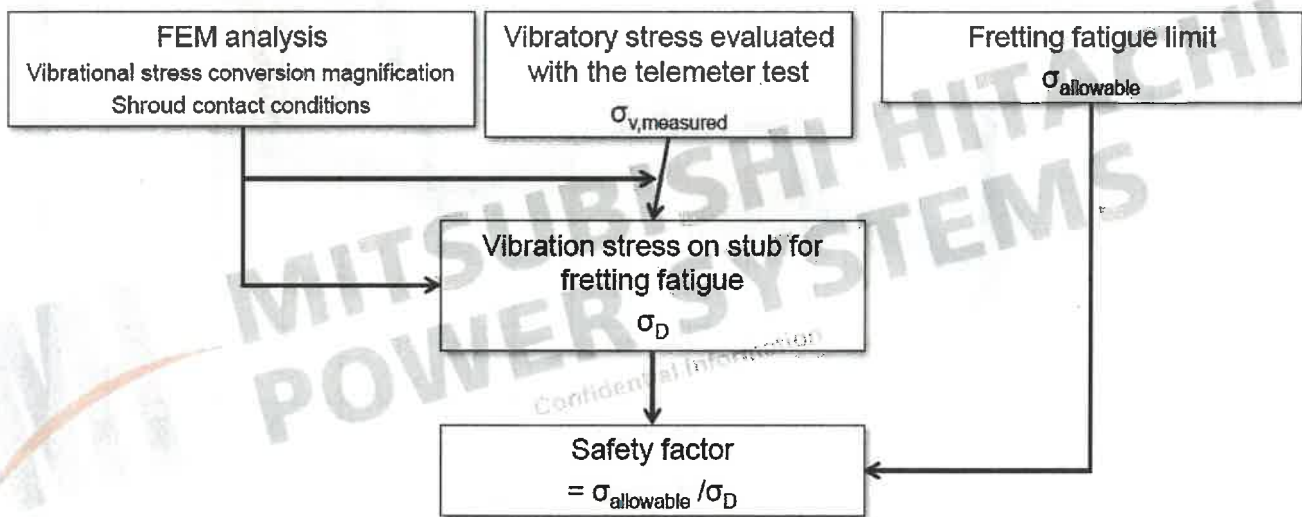 FEM analysis
Vibrational stress conversion magnification
Shroud contact conditions
Vibratory stress evaluated
with the telemeter test
σv,measured
Fretting fatigue limit
σallowable
Vibration stress on stub for
fretting fatigue
σD
Safety factor
= σallowable /σD
MITSUBISHI HITACHI
POWER SYSTEMS
Confidential Information